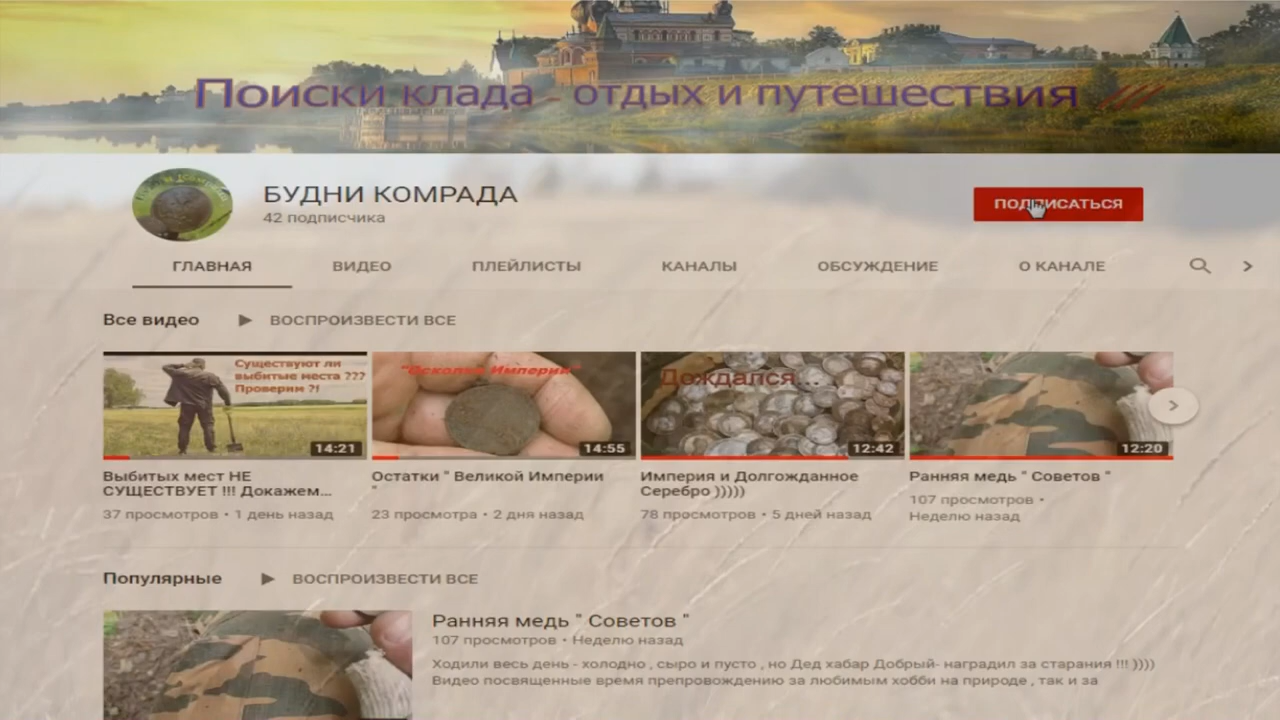 Поиски клада - отдых и путешествия ///
БУДНИ КОМРАДА
42 подписчика
ПОДПИСАТЬСЯ
ГЛАВНАЯ ВИДЕО ПЛЕЙЛИСТЫ КАНАЛЫ ОБСУЖДЕНИЕ О КАНАЛЕ
Все видео ВОСПРОИЗВЕСТИ ВСЕ
Существуют ли
выбитые места ???
Проверим ?!
14:21
"Осколки Империи"
14:55
Дождался...
12:42
12:20
Выбитых мест НЕ
СУЩЕСТВУЕТ !!! Докажем...
37 просмотров • 1 день назад
Остатки " Великой Империи
"
23 просмотра • 2 дня назад
Империя и Долгожданное
Серебро )))))
78 просмотров • 5 дней назад
Ранняя медь " Советов "
107 просмотров •
Неделю назад
Популярные ВОСПРОИЗВЕСТИ ВСЕ
Ранняя медь " Советов "
107 просмотров • Неделю назад
Ходили весь день - холодно , сыро и пусто , но Дед хабар Добрый- наградил за старания !!! ))))
Видео посвященные время препровождению за любимым хобби на природе , так и за